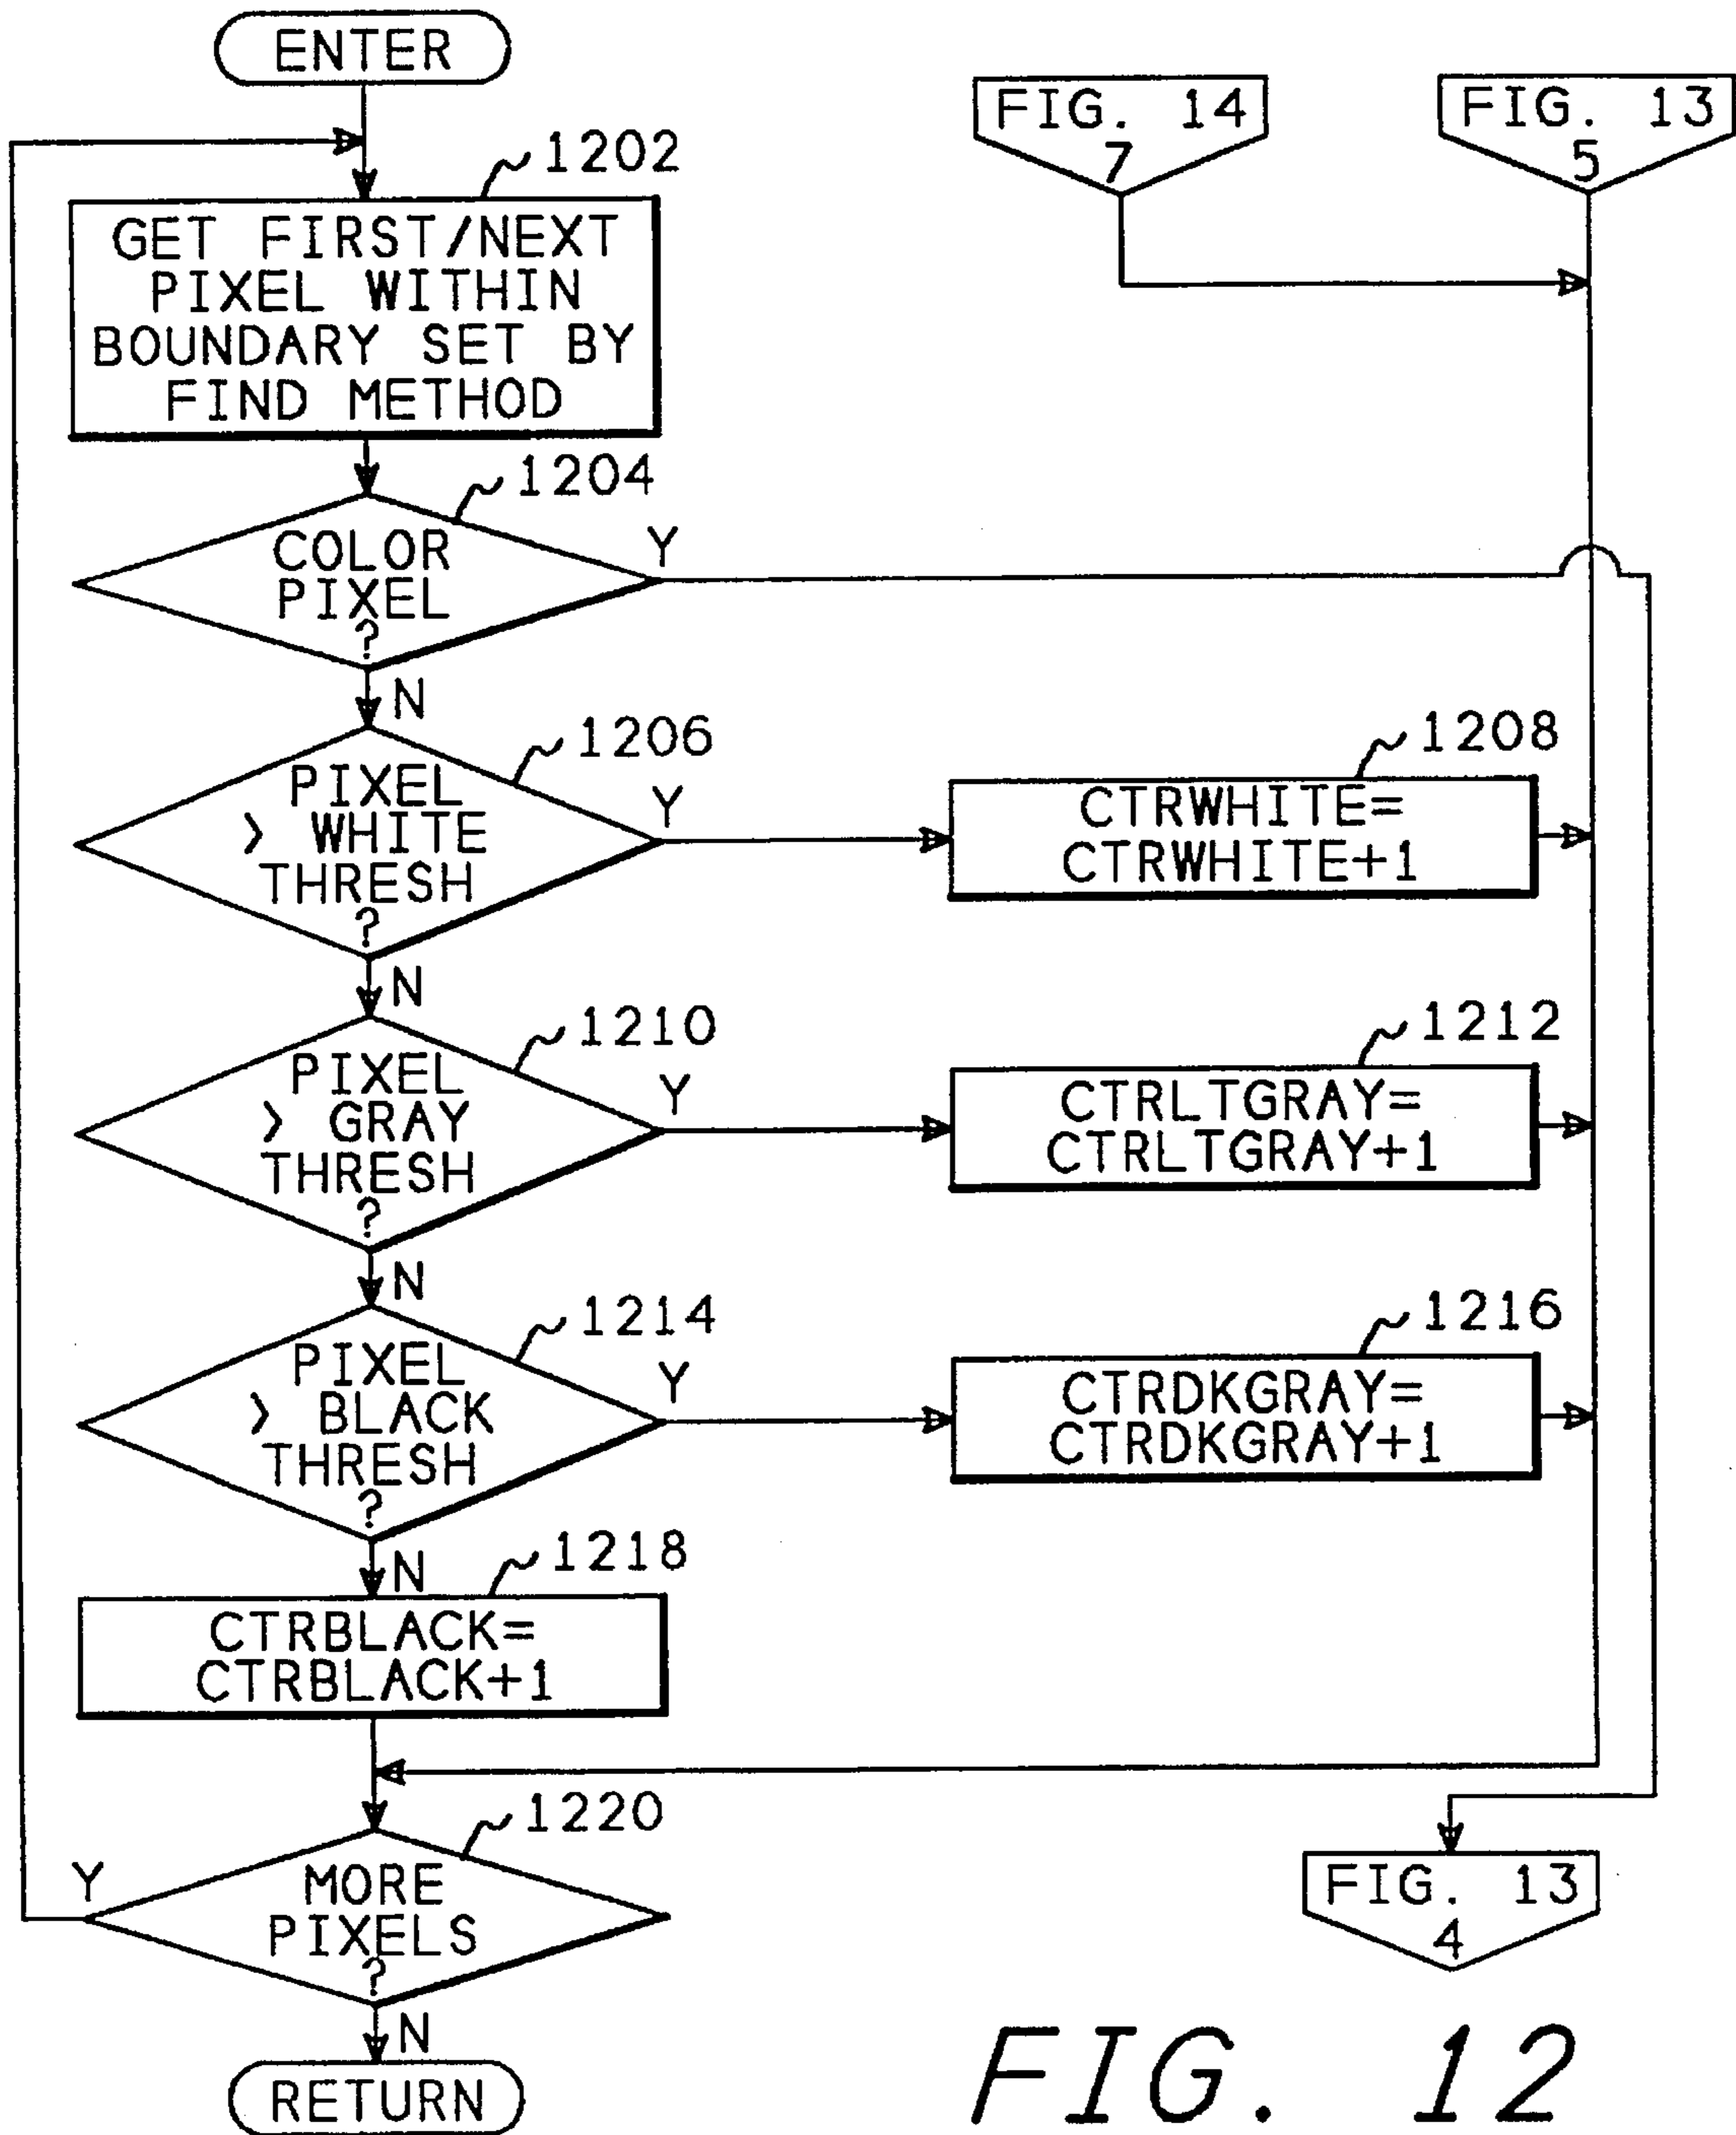 ENTER
FIG. 14
7
FIG. 13
5
1202
GET FIRST/NEXT
PIXEL WITHIN
BOUNDARY SET BY
FIND METHOD
1204
COLOR
PIXEL
?
Y
N
1206
PIXEL
> WHITE
THRESH
?
Y
N
1208
CTRWHITE=
CTRWHITE+1
1210
PIXEL
> GRAY
THRESH
?
Y
N
1212
CTRLTGRAY=
CTRLTGRAY+1
1214
PIXEL
> BLACK
THRESH
?
Y
N
1216
CTRDKGRAY=
CTRDKGRAY+1
1218
CTRBLACK=
CTRBLACK+1
1220
MORE
PIXELS
?
Y
N
FIG. 13
4
RETURN
FIG. 12